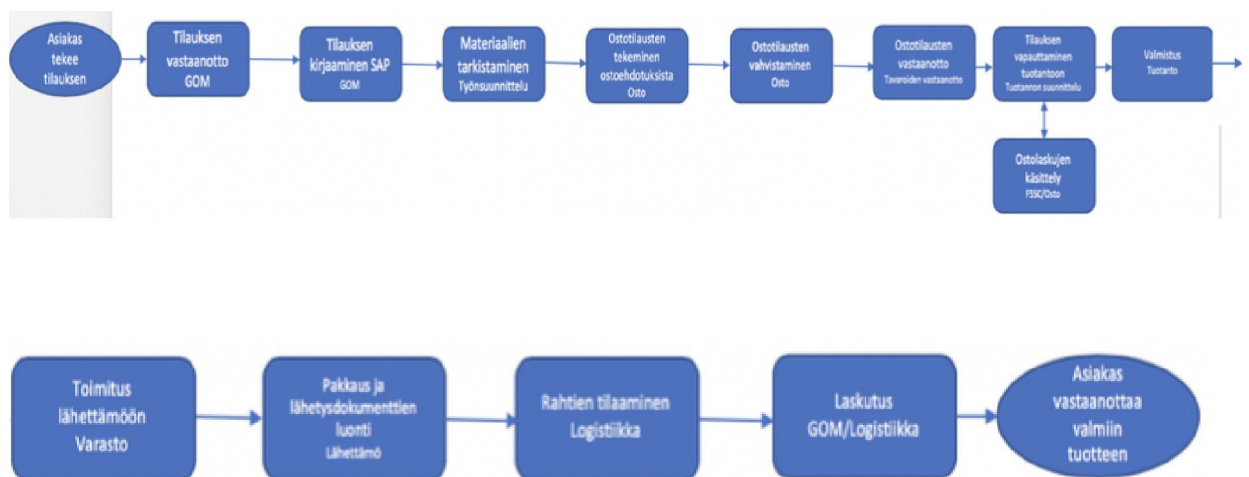 Asiakas
tekee
tilauksen
Tilauksen
vastaanotto
GOM
Tilauksen
kirjaaminen SAP
GOM
Materiaalien
tarkistaminen
Työnsuunnittelu
Ostotilausten
tekeminen
ostoehdotuksista
Osto
Ostotilausten
vahvistaminen
Osto
Ostotilausten
vastaanotto
Tavaroiden vastaanotto
Tilauksen
vapauttaminen
tuotantoon
Tuotannon suunnittelu
Valmistus
Tuotanto
Ostolaskujen
käsittely
FSSC/Osto
Toimitus
lähettämöön
Varasto
Pakkaus ja
lähetysdokumenttien
luonti
Lähettämö
Rahtien tilaaminen
Logistiikka
Laskutus
GOM/Logistiikka
Asiakas
vastaanottaa
valmiin
tuotteen